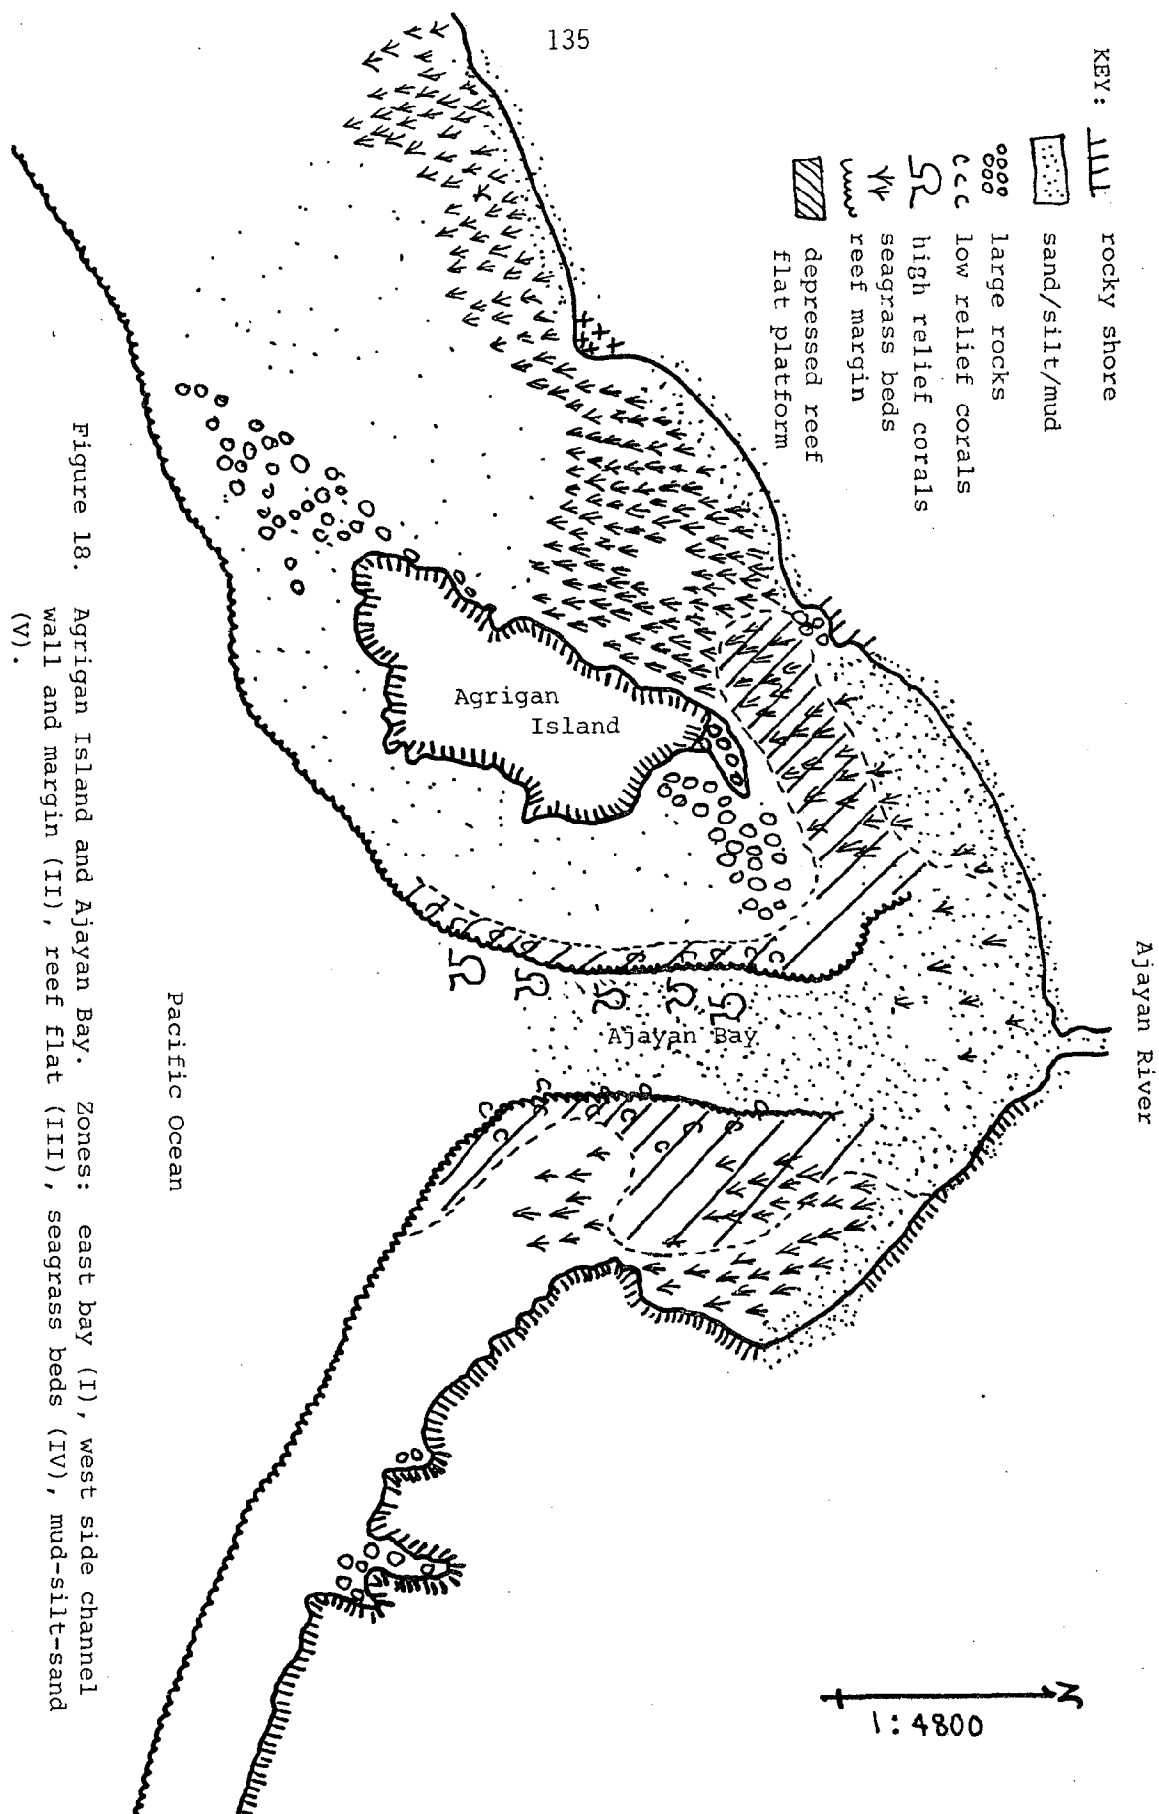 135
KEY:
rocky shore
sand/silt/mud
large rocks
low relief corals
high relief corals
seagrass beds
reef margin
depressed reef
flat platform
Ajayan River
Agrigan
Island
Ajayan Bay
Pacific Ocean
N
1:4800
Figure 18. Agrigan Island and Ajayan Bay. Zones: east bay (I), west side channel
wall and margin (II), reef flat (III), seagrass beds (IV), mud-silt-sand
(V).